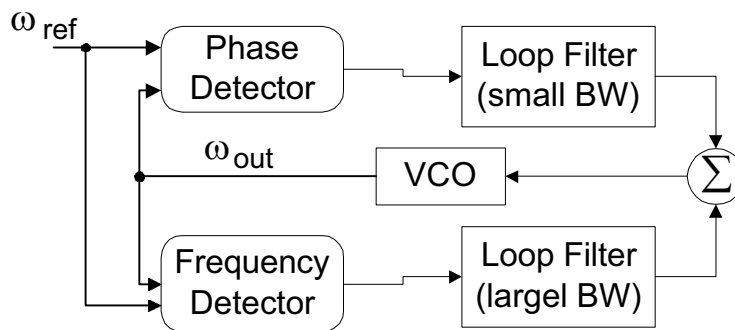 ω ref
Phase
Detector
Loop Filter
(small BW)
ω out
VCO
Σ
Frequency
Detector
Loop Filter
(largel BW)